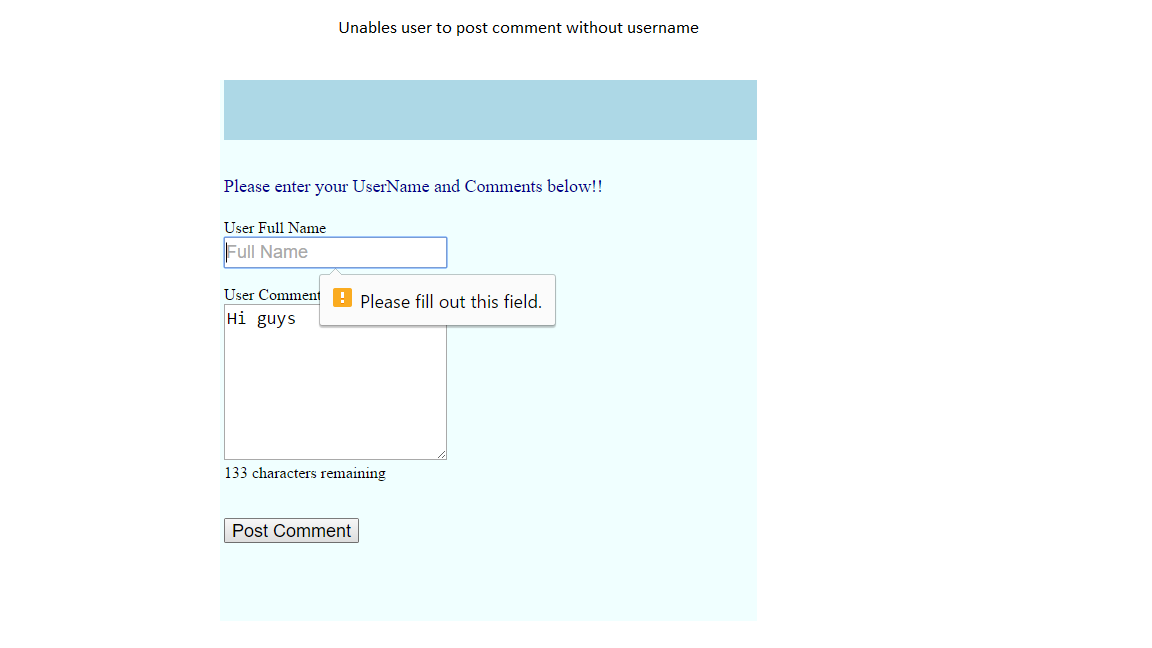 Unables user to post comment without username
Please enter your UserName and Comments below!!
User Full Name
Full Name
Please fill out this field.
User Comment
Hi guys
133 characters remaining
Post Comment